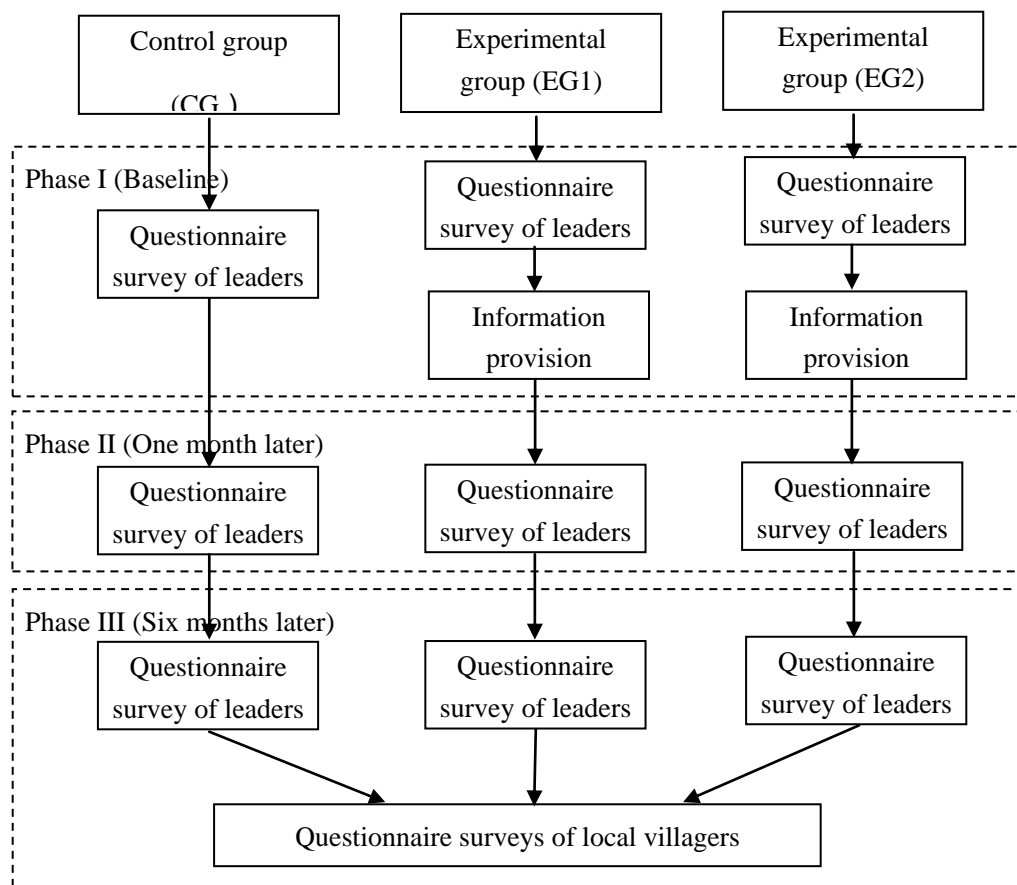 Control group
(CG)
Experimental
group (EG1)
Experimental
group (EG2)
Phase I (Baseline)
Questionnaire
survey of leaders
Questionnaire
survey of leaders
Questionnaire
survey of leaders
Information
provision
Information
provision
Phase II (One month later)
Questionnaire
survey of leaders
Questionnaire
survey of leaders
Questionnaire
survey of leaders
Phase III (Six months later)
Questionnaire
survey of leaders
Questionnaire
survey of leaders
Questionnaire
survey of leaders
Questionnaire surveys of local villagers